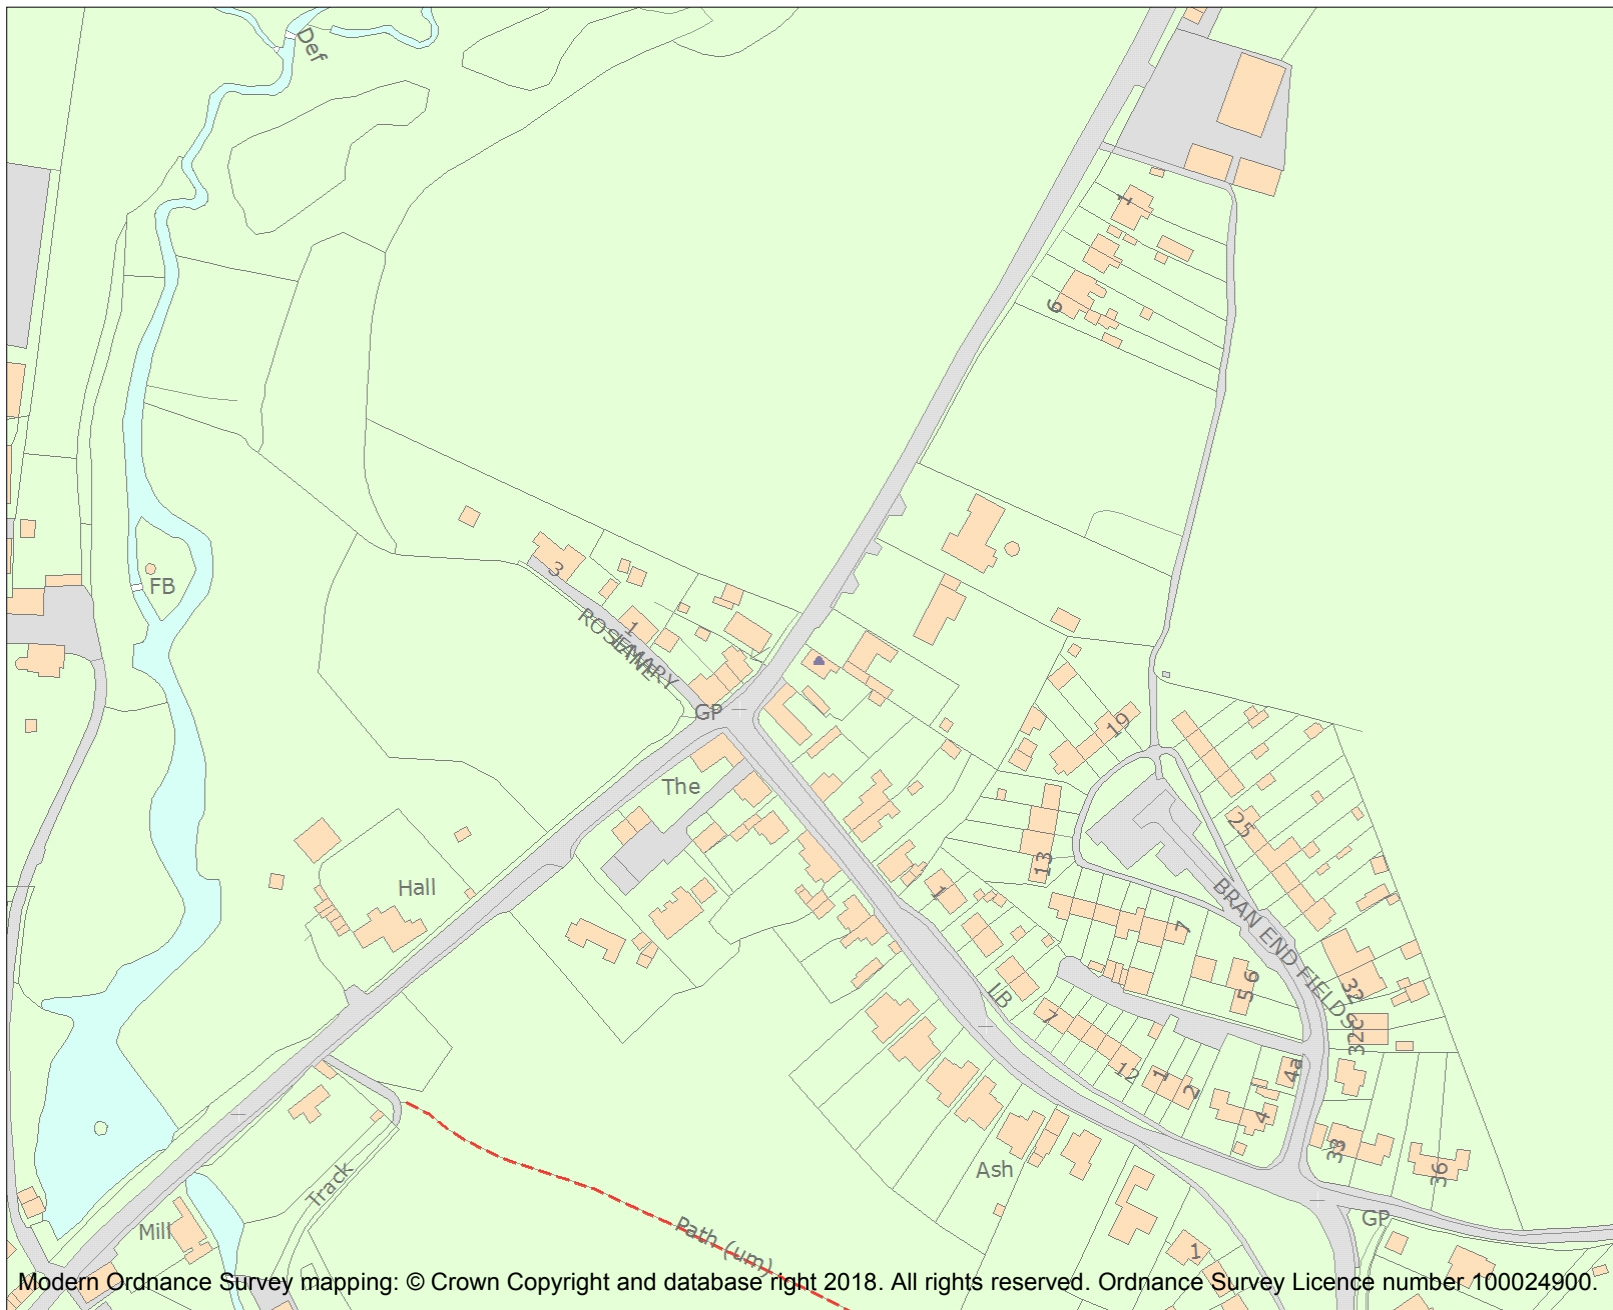 Def
1
6
FB
3
1
ROSEMARY
LANE
GP
The
19
25
13
1
Hall
7
BRAN END FIELDS
5 6
32
LB
7
322
12
1
2
4a
4
33
36
Ash
Track
Mill
Path (um)
GP
1
Modern Ordnance Survey mapping: © Crown Copyright and database right 2018. All rights reserved. Ordnance Survey Licence number 100024900.